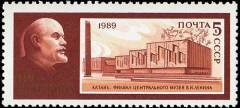 1989 ПОЧТА 5
СССР
КАЗАНЬ. ФИЛИАЛ ЦЕНТРАЛЬНОГО МУЗЕЯ В.И.ЛЕНИНА